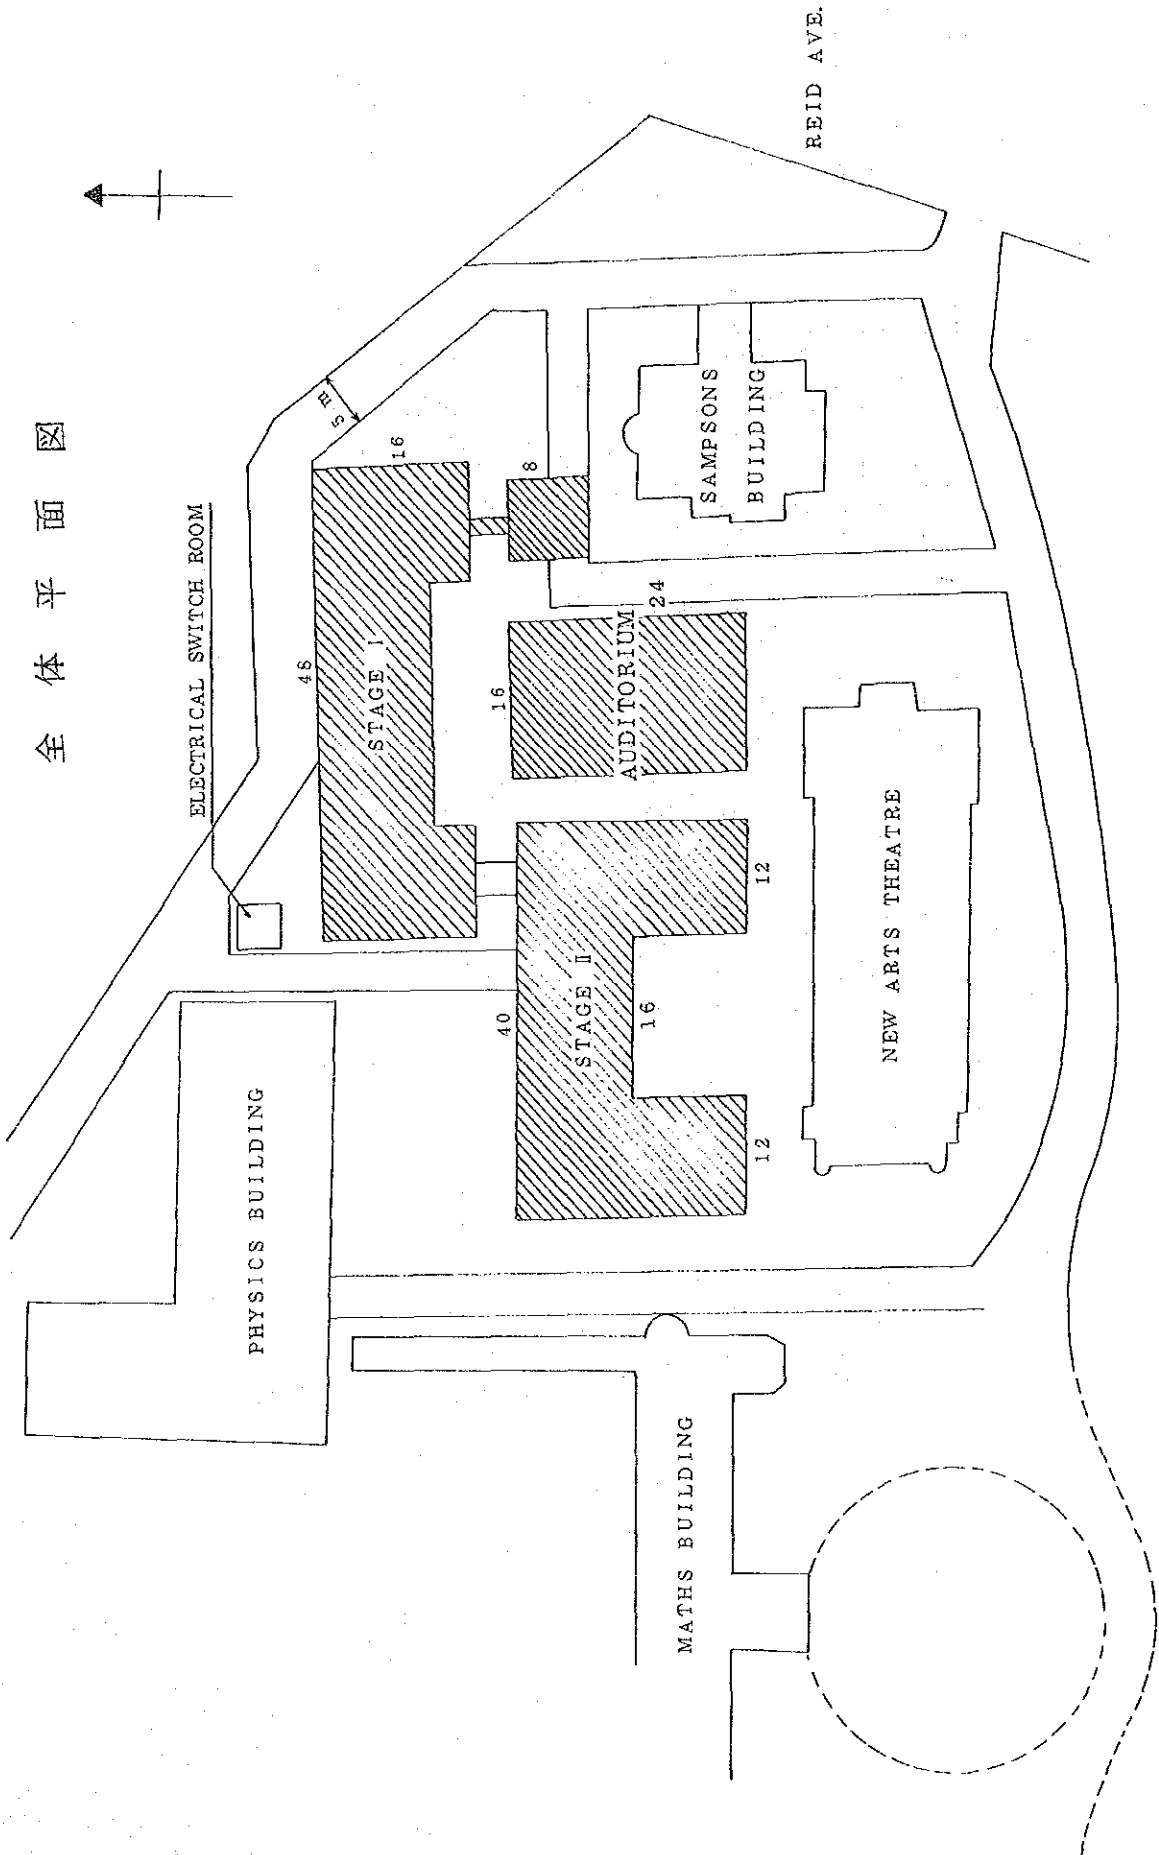 全体平面図
REID AVE.
ELECTRICAL SWITCH ROOM
5 m
16
48
STAGE I
8
SAMPSONS
BUILDING
16
24
AUDITORIUM
40
STAGE II
16
12
12
NEW ARTS THEATRE
PHYSICS BUILDING
MATHS BUILDING